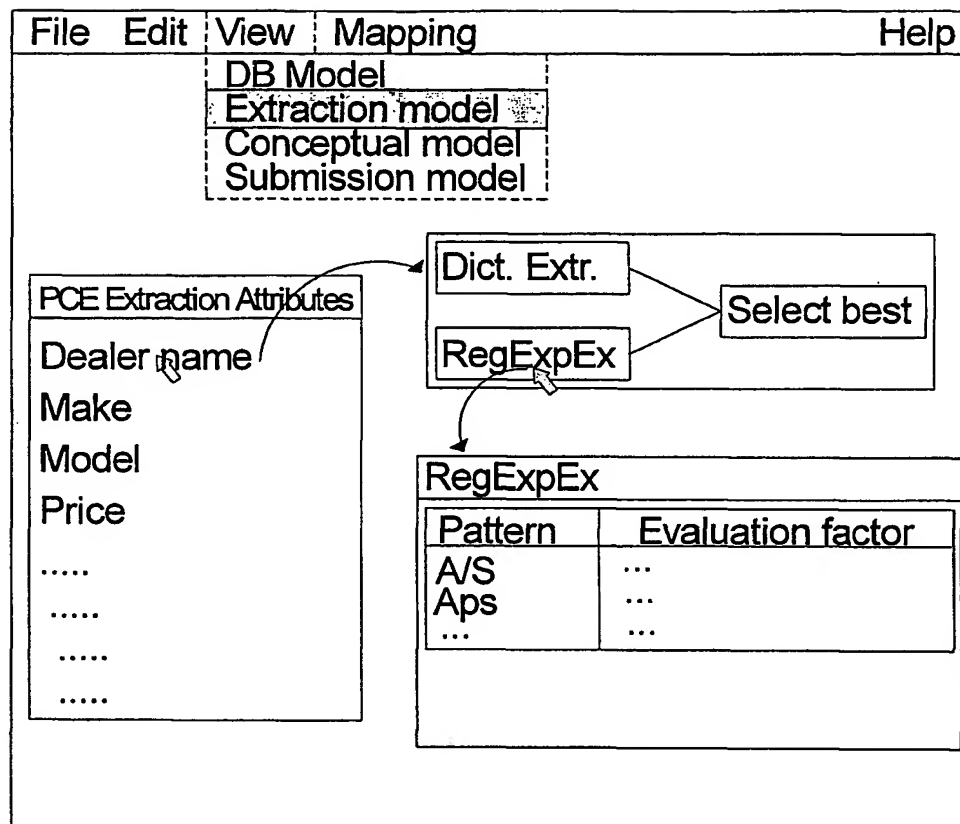 File Edit View Mapping Help
DB Model
Extraction model
Conceptual model
Submission model
PCE Extraction Attributes
Dealer name
Make
Model
Price
.....
.....
.....
.....
Dict. Extr.
RegExpEx
Select best
RegExpEx
Pattern Evaluation factor
A/S ...
Aps ...
... ...